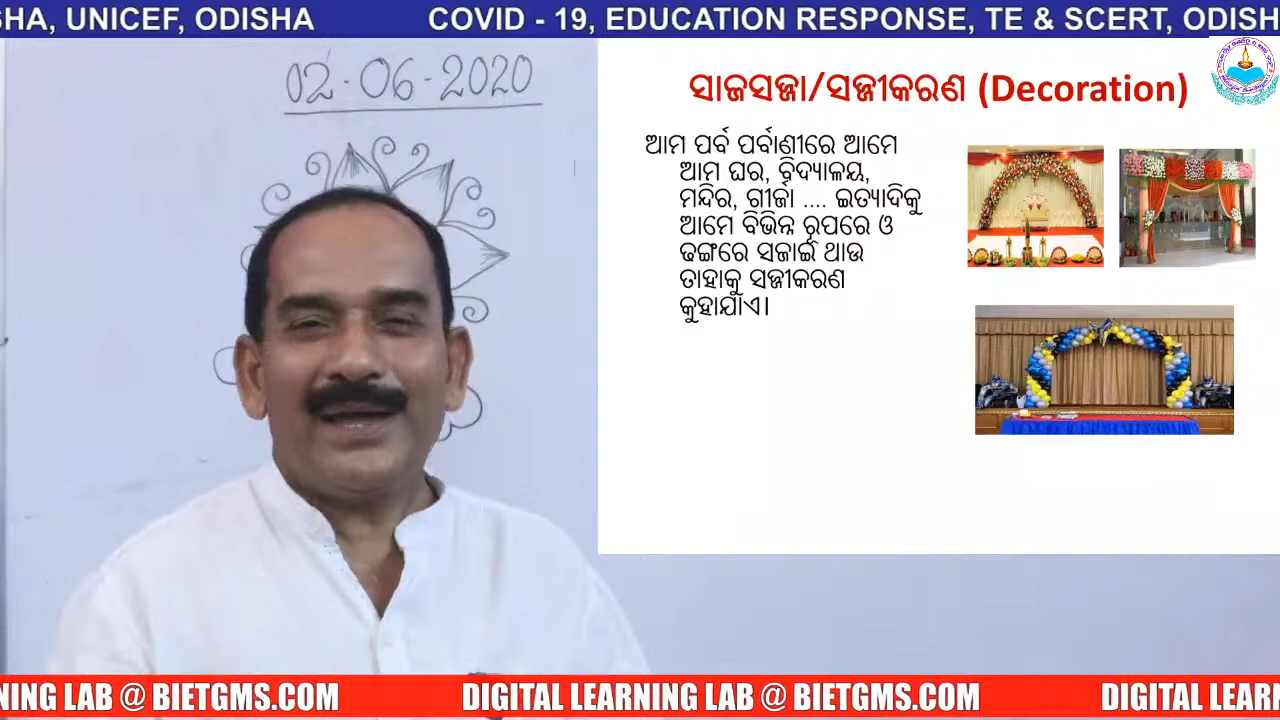 SHA, UNICEF, ODISHA COVID - 19, EDUCATION RESPONSE, TE & SCERT, ODISH
02-06-2020
ସାଜସଜ୍ଜା/ସଜ୍ଜୀକରଣ (Decoration)
ଆମ ପର୍ବ ପର୍ବାଣୀରେ ଆମେ
ଆମ ଘର, ବିଦ୍ୟାଳୟ,
ମନ୍ଦିର, ଗୀର୍ଜା .... ଇତ୍ୟାଦିକୁ
ଆମେ ବିଭିନ୍ନ ରୂପରେ ଓ
ଢଙ୍ଗରେ ସଜାଇ ଥାଉ
ତାହାକୁ ସଜ୍ଜୀକରଣ
କୁହାଯାଏ।
NING LAB @ BIETGMS.COM DIGITAL LEARNING LAB @ BIETGMS.COM DIGITAL LEARN